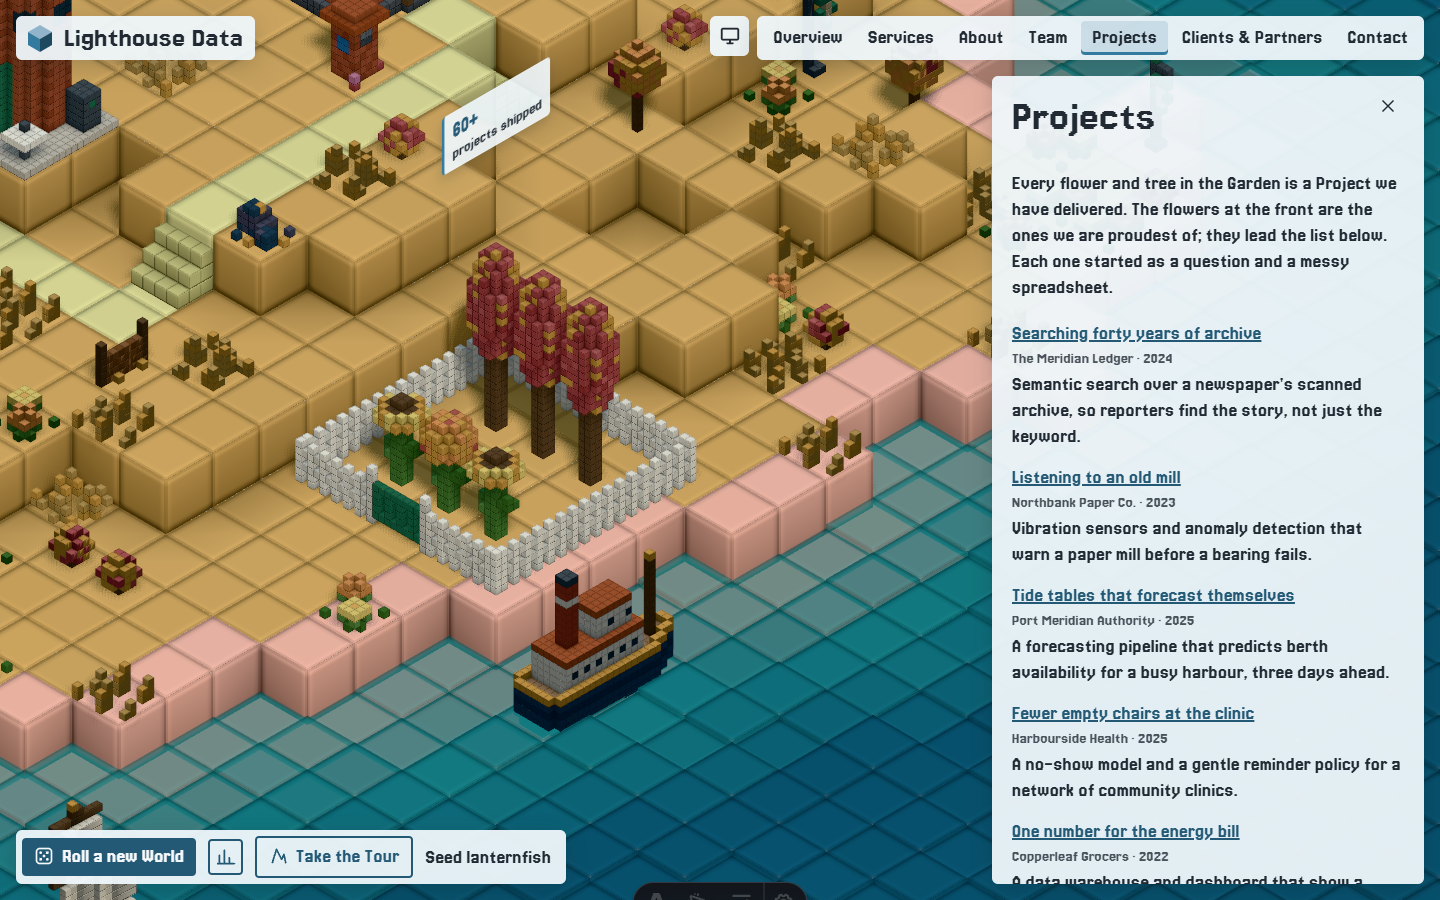 Lighthouse Data
Overview
Services
About
Team
Projects
Clients & Partners
Contact
60+
projects shipped
Projects
Every flower and tree in the Garden is a Project we
have delivered. The flowers at the front are the
ones we are proudest of; they lead the list below.
Each one started as a question and a messy
spreadsheet.
Searching forty years of archive
The Meridian Ledger · 2024
Semantic search over a newspaper's scanned
archive, so reporters find the story, not just the
keyword.
Listening to an old mill
Northbank Paper Co. · 2023
Vibration sensors and anomaly detection that
warn a paper mill before a bearing fails.
Tide tables that forecast themselves
Port Meridian Authority · 2025
A forecasting pipeline that predicts berth
availability for a busy harbour, three days ahead.
Fewer empty chairs at the clinic
Harbourside Health · 2025
A no-show model and a gentle reminder policy for a
network of community clinics.
One number for the energy bill
Copperleaf Grocers · 2022
A data warehouse and dashboard that show a
Roll a new World
Take the Tour
Seed lanternfish